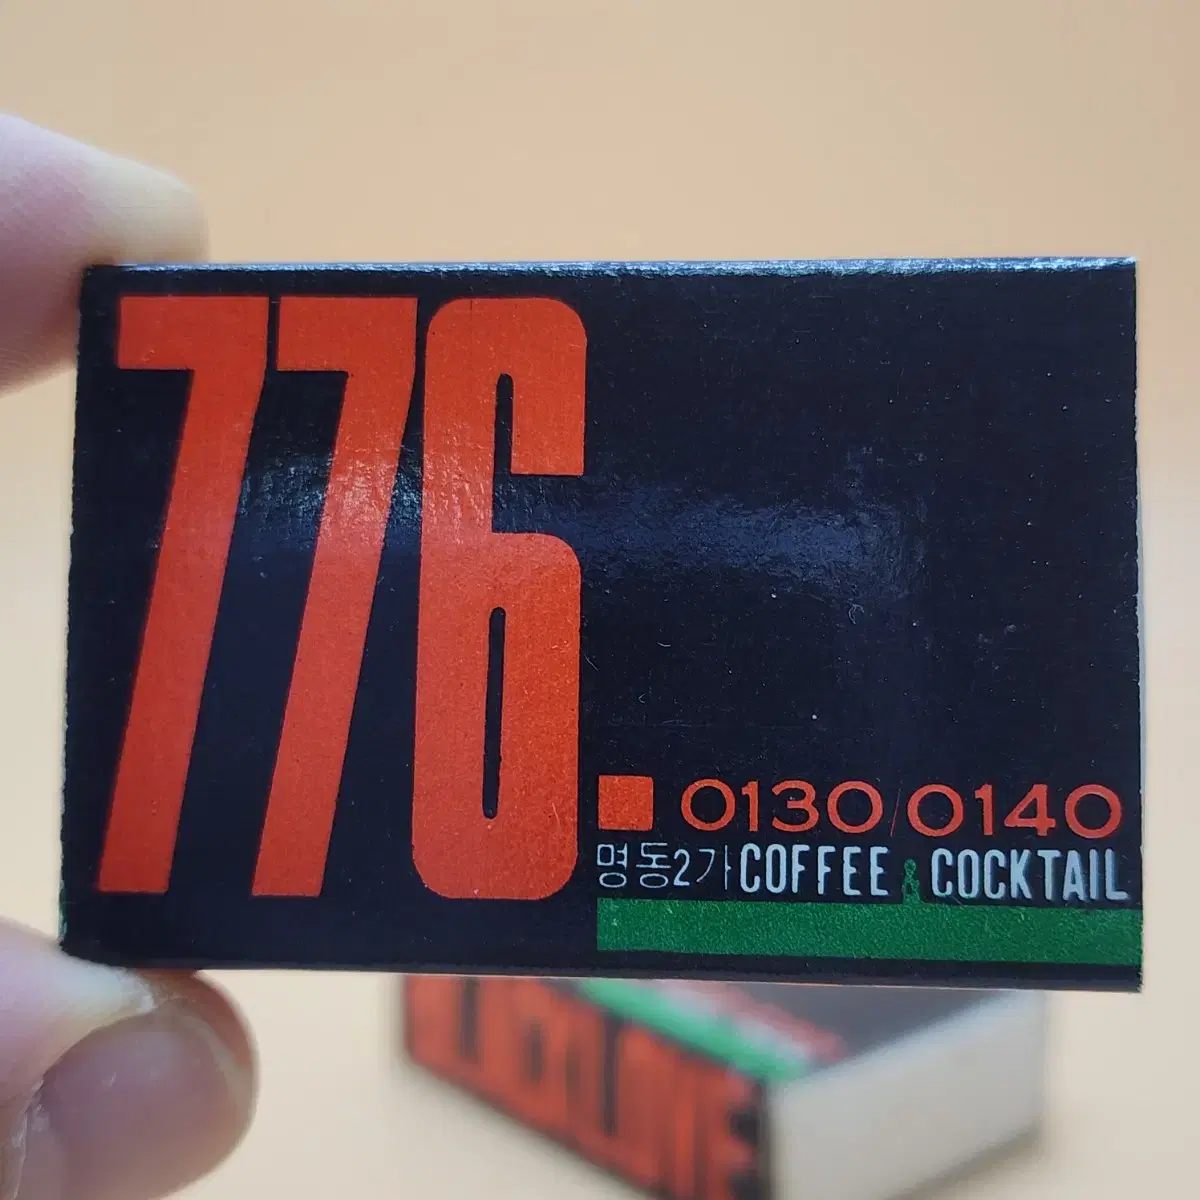 776
■ 0130/0140
명동2가 COFFEE & COCKTAIL